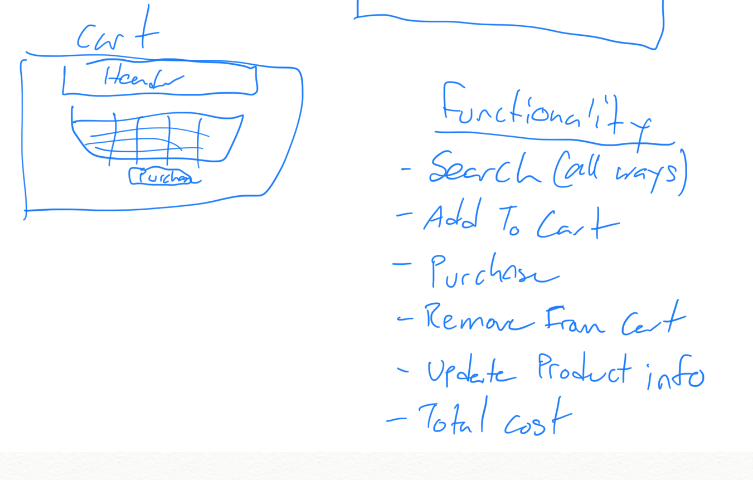 Cart
Header
Purchase
Functionality
- Search (all ways)
- Add To Cart
- Purchase
- Remove From Cart
- Update Product info
- Total cost